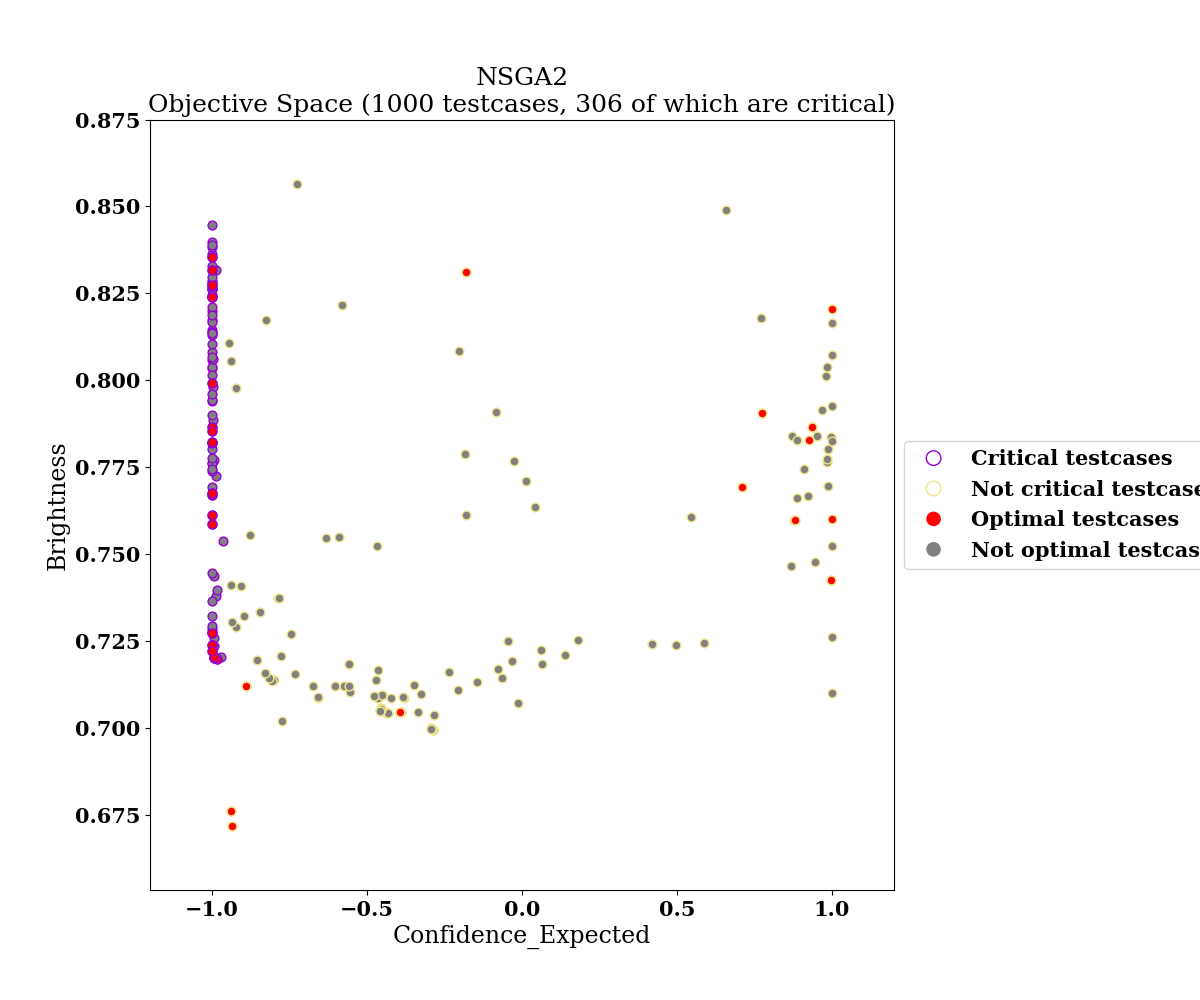 NSGA2
Objective Space (1000 testcases, 306 of which are critical)
0.875
0.850
0.825
0.800
0.775
0.750
0.725
0.700
0.675
Brightness
−1.0
−0.5
0.0
0.5
1.0
Confidence_Expected
Critical testcases
Not critical testcase
Optimal testcases
Not optimal testcas